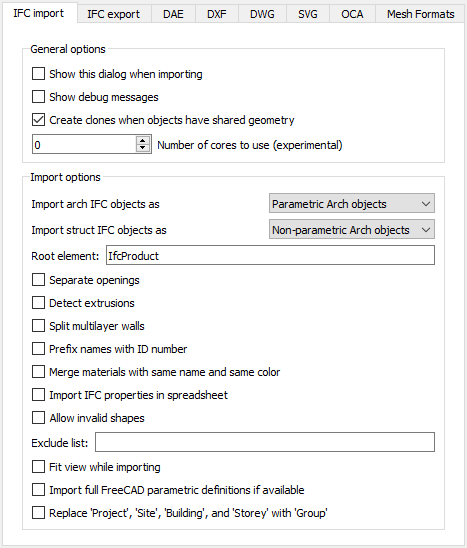 IFC import IFC export DAE DXF DWG SVG OCA Mesh Formats
General options
Show this dialog when importing
Show debug messages
Create clones when objects have shared geometry
0 Number of cores to use (experimental)
Import options
Import arch IFC objects as Parametric Arch objects
Import struct IFC objects as Non-parametric Arch objects
Root element: IfcProduct
Separate openings
Detect extrusions
Split multilayer walls
Prefix names with ID number
Merge materials with same name and same color
Import IFC properties in spreadsheet
Allow invalid shapes
Exclude list:
Fit view while importing
Import full FreeCAD parametric definitions if available
Replace 'Project', 'Site', 'Building', and 'Storey' with 'Group'